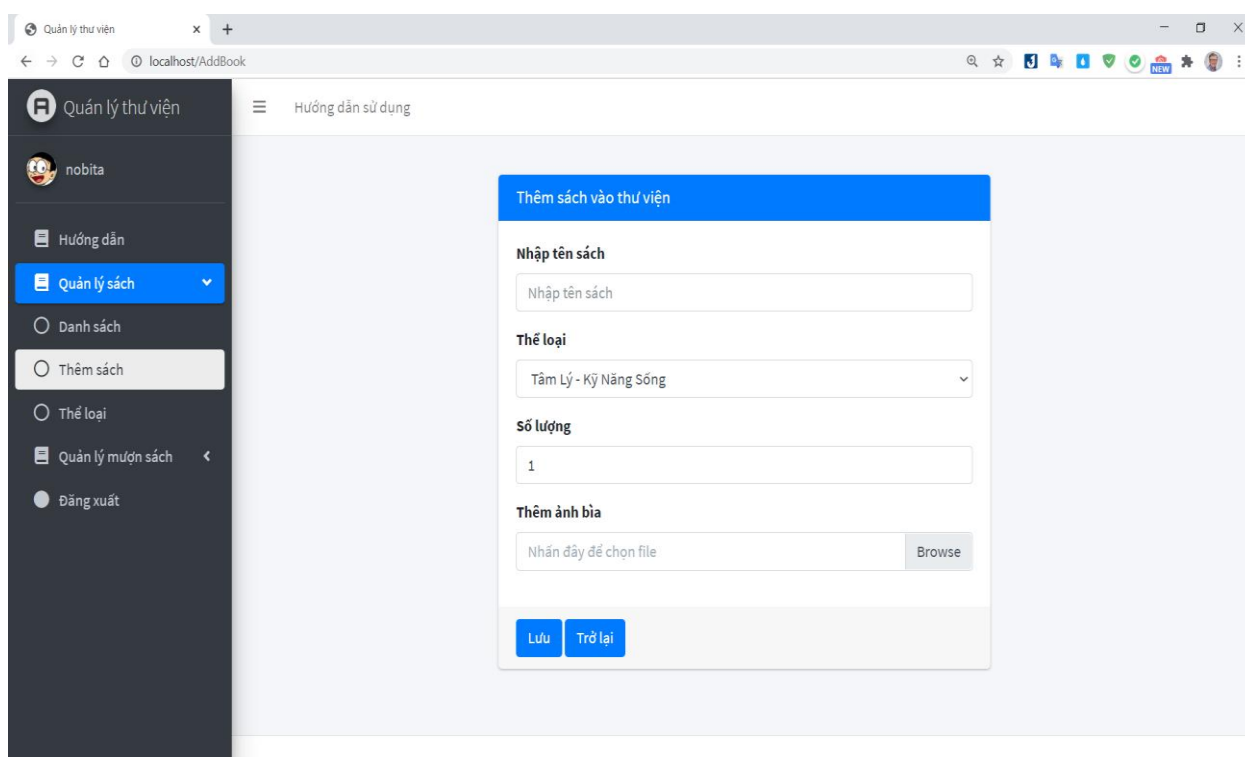 Quản lý thư viện
localhost/AddBook
NEW
Quán lý thư viện
Hướng dẫn sử dụng
nobita
Hướng dẫn
Quản lý sách
Danh sách
Thêm sách
Thể loại
Quản lý mượn sách
Đăng xuất
Thêm sách vào thư viện
Nhập tên sách
Nhập tên sách
Thể loại
Tâm Lý - Kỹ Năng Sống
Số lượng
1
Thêm ảnh bìa
Nhấn đây để chọn file Browse
Lưu Trở lại